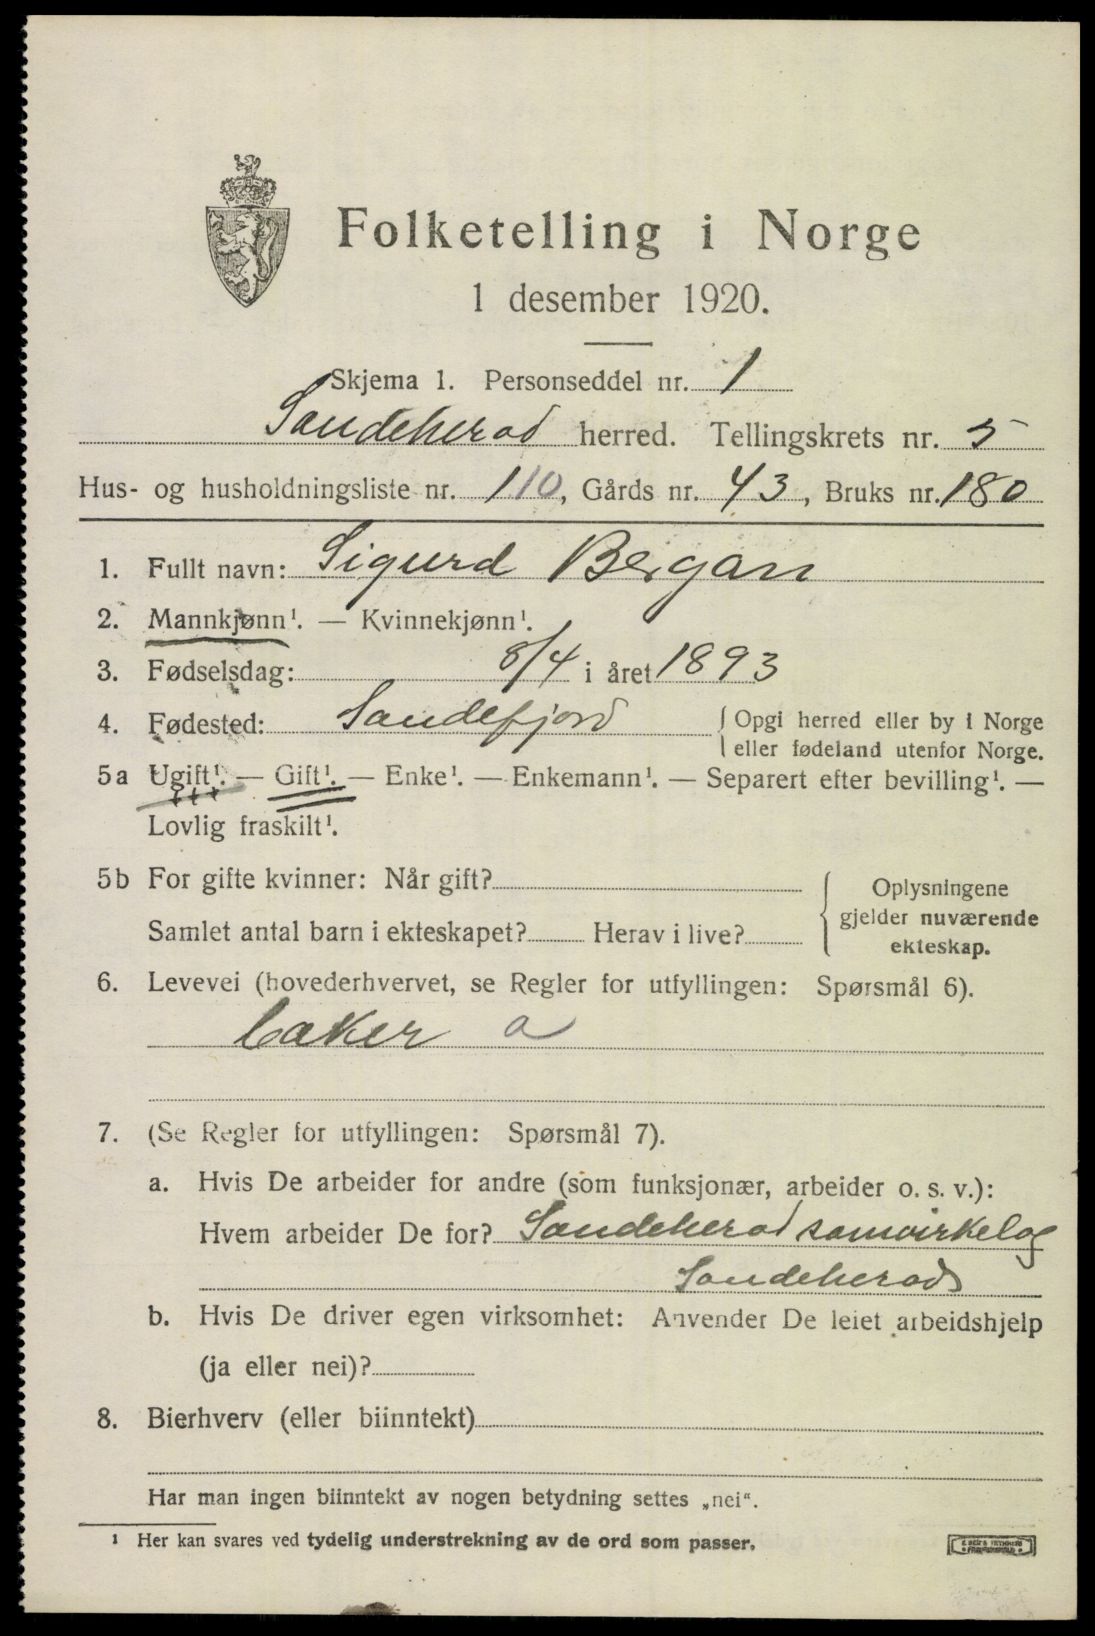 Folketelling i Norge
1 desember 1920.
Skjema 1. Personseddel nr. 1
Sandeherad herred. Tellingskrets nr. 5
Hus- og husholdningsliste nr. 110, Gårds nr. 43, Bruks nr. 180
1. Fullt navn: Sigurd Bergan
2. Mannkjønn¹. — Kvinnekjønn¹.
3. Fødselsdag: 8/4 i året 1893
4. Fødested: Sandefjord { Opgi herred eller by i Norge
eller fødeland utenfor Norge.
5a Ugift¹. — Gift¹. — Enke¹. — Enkemann¹. — Separert efter bevilling¹. —
Lovlig fraskilt¹.
5b For gifte kvinner: Når gift?
Samlet antal barn i ekteskapet? Herav i live?
Oplysningene
gjelder nuværende
ekteskap.
6. Levevei (hovederhvervet, se Regler for utfyllingen: Spørsmål 6).
baker a
7. (Se Regler for utfyllingen: Spørsmål 7).
a. Hvis De arbeider for andre (som funksjonær, arbeider o. s. v.):
Hvem arbeider De for? Sandeherad samvirkelag
Sandeherad
b. Hvis De driver egen virksomhet: Anvender De leiet arbeidshjelp
(ja eller nei)?
8. Bierhverv (eller biinntekt)
Har man ingen biinntekt av nogen betydning settes „nei“.
¹ Her kan svares ved tydelig understrekning av de ord som passer.